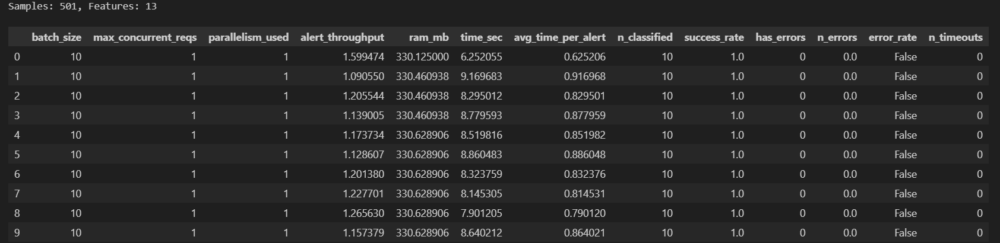 Samples: 501, Features: 13
batch_size max_concurrent_reqs parallelism_used alert_throughput ram_mb time_sec avg_time_per_alert n_classified success_rate has_errors n_errors error_rate n_timeouts
0 10 1 1 1.599474 330.125000 6.252055 0.625206 10 1.0 0 0.0 False 0
1 10 1 1 1.090550 330.460938 9.169683 0.916968 10 1.0 0 0.0 False 0
2 10 1 1 1.205544 330.460938 8.295012 0.829501 10 1.0 0 0.0 False 0
3 10 1 1 1.139005 330.460938 8.779593 0.877959 10 1.0 0 0.0 False 0
4 10 1 1 1.173734 330.628906 8.519816 0.851982 10 1.0 0 0.0 False 0
5 10 1 1 1.128607 330.628906 8.860483 0.886048 10 1.0 0 0.0 False 0
6 10 1 1 1.201380 330.628906 8.323759 0.832376 10 1.0 0 0.0 False 0
7 10 1 1 1.227701 330.628906 8.145305 0.814531 10 1.0 0 0.0 False 0
8 10 1 1 1.265630 330.628906 7.901205 0.790120 10 1.0 0 0.0 False 0
9 10 1 1 1.157379 330.628906 8.640212 0.864021 10 1.0 0 0.0 False 0